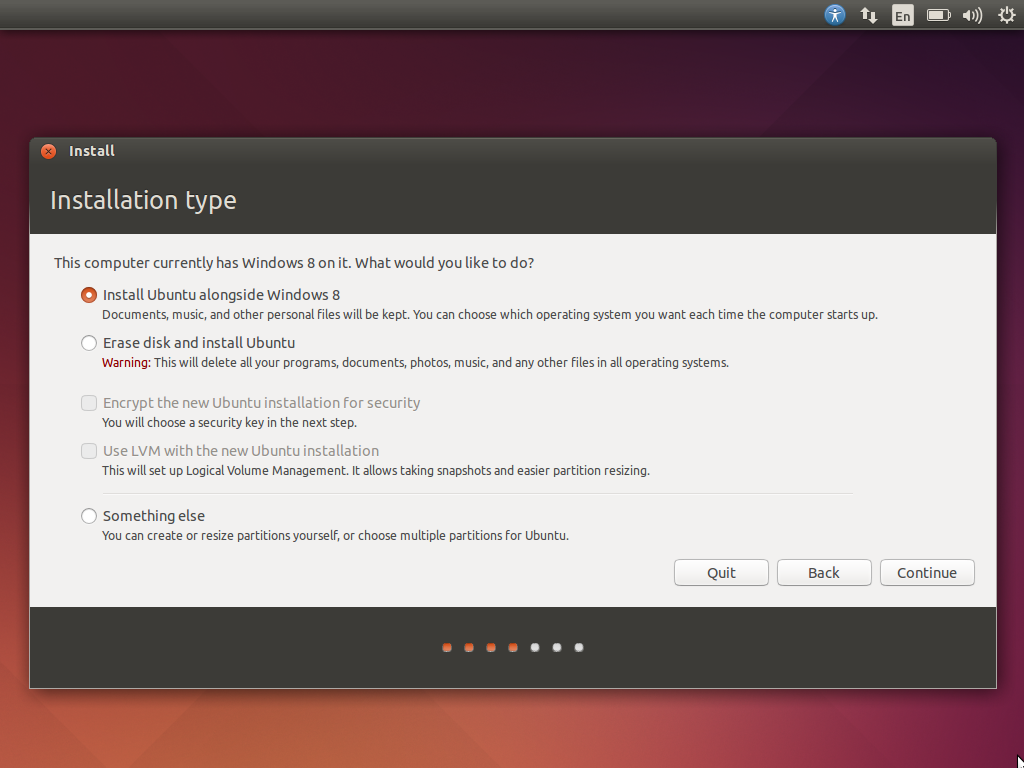 En
Install
Installation type
This computer currently has Windows 8 on it. What would you like to do?
Install Ubuntu alongside Windows 8
Documents, music, and other personal files will be kept. You can choose which operating system you want each time the computer starts up.
Erase disk and install Ubuntu
Warning: This will delete all your programs, documents, photos, music, and any other files in all operating systems.
Encrypt the new Ubuntu installation for security
You will choose a security key in the next step.
Use LVM with the new Ubuntu installation
This will set up Logical Volume Management. It allows taking snapshots and easier partition resizing.
Something else
You can create or resize partitions yourself, or choose multiple partitions for Ubuntu.
Quit Back Continue